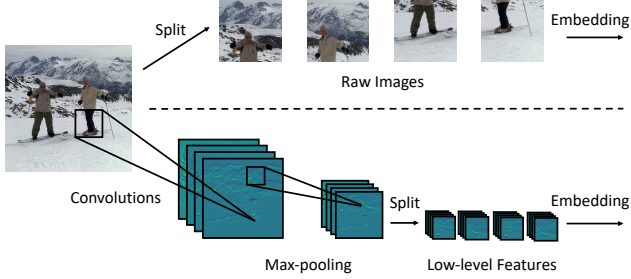 Split
Embedding
Raw Images
Convolutions
Split
Embedding
Max-pooling
Low-level Features